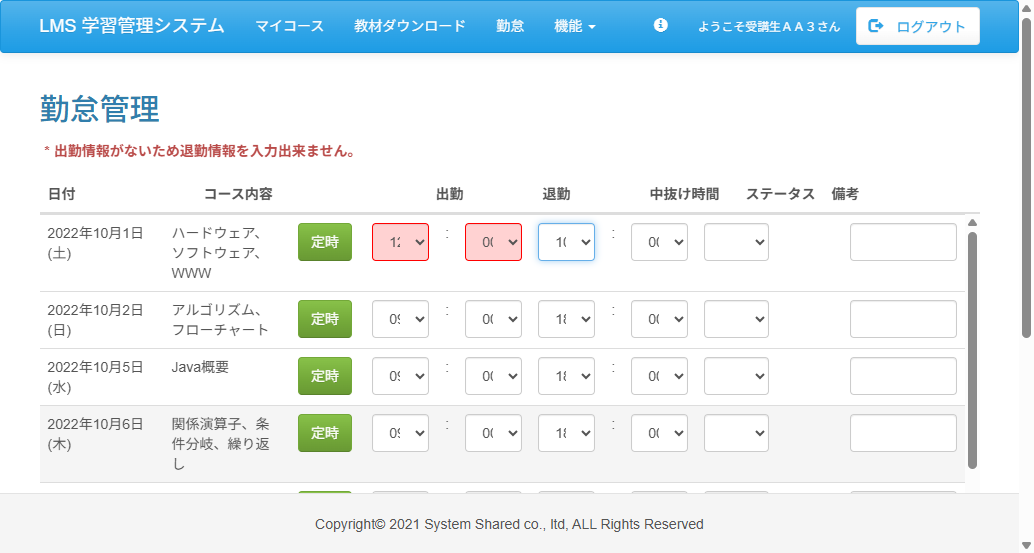 LMS 学習管理システム マイコース 教材ダウンロード 勤怠 機能 ようこそ受講生ＡＡ３さん ログアウト
勤怠管理
* 出勤情報がないため退勤情報を入力出来ません。
日付 コース内容 出勤 退勤 中抜け時間 ステータス 備考
2022年10月1日 ハードウェア、 定時 12 : 00 10 : 00
(土) ソフトウェア、
WWW
2022年10月2日 アルゴリズム、 定時 09 : 00 18 : 00
(日) フローチャート
2022年10月5日 Java概要 定時 09 : 00 18 : 00
(水)
2022年10月6日 関係演算子、条 定時 09 : 00 18 : 00
(木) 件分岐、繰り返
し
Copyright© 2021 System Shared co., ltd, ALL Rights Reserved